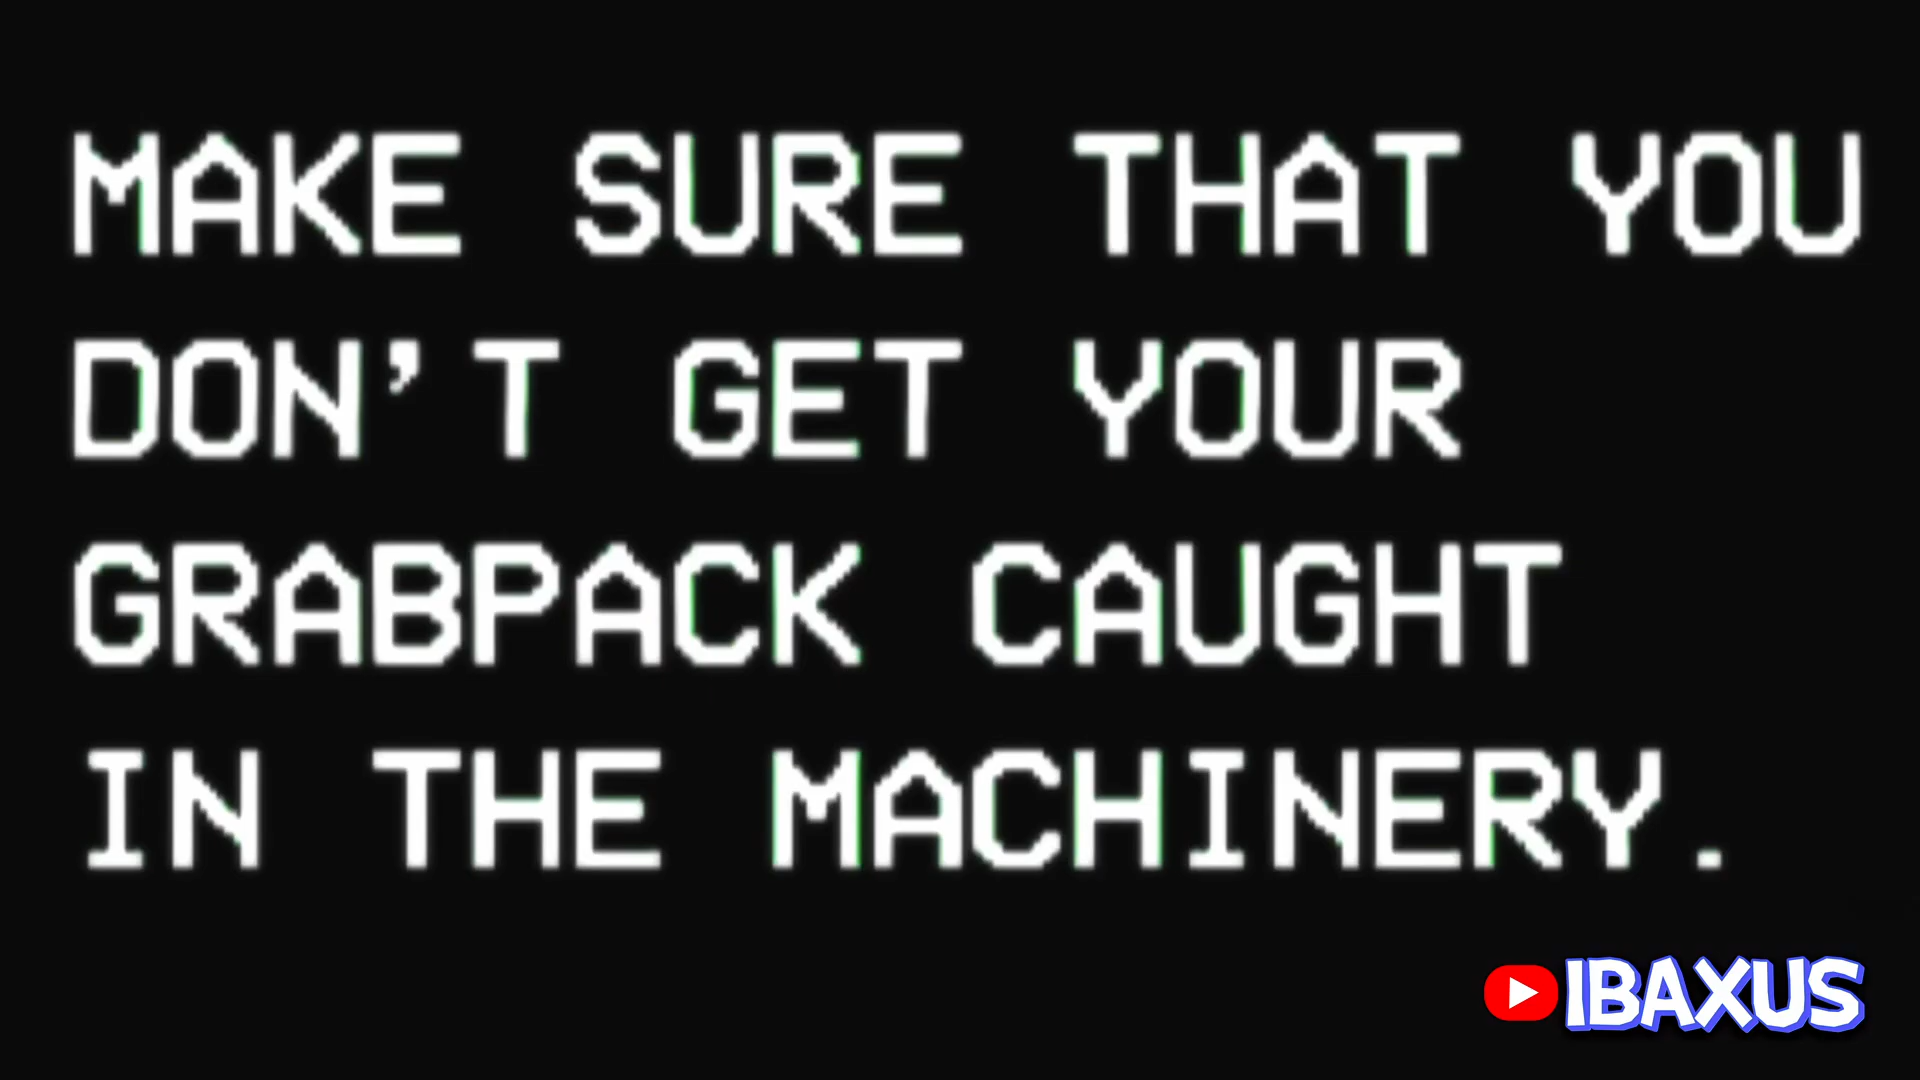 MAKE SURE THAT YOU
DON’T GET YOUR
GRABPACK CAUGHT
IN THE MACHINERY.
IBAXUS